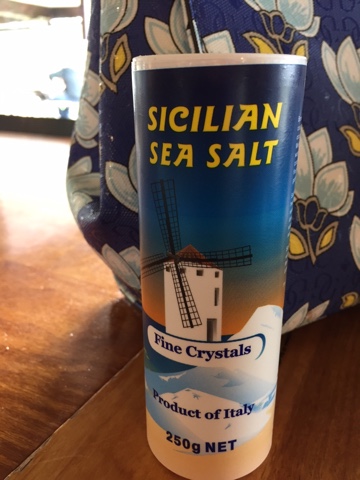 SICILIAN
SEA SALT
Fine Crystals
Product of Italy
250g NET